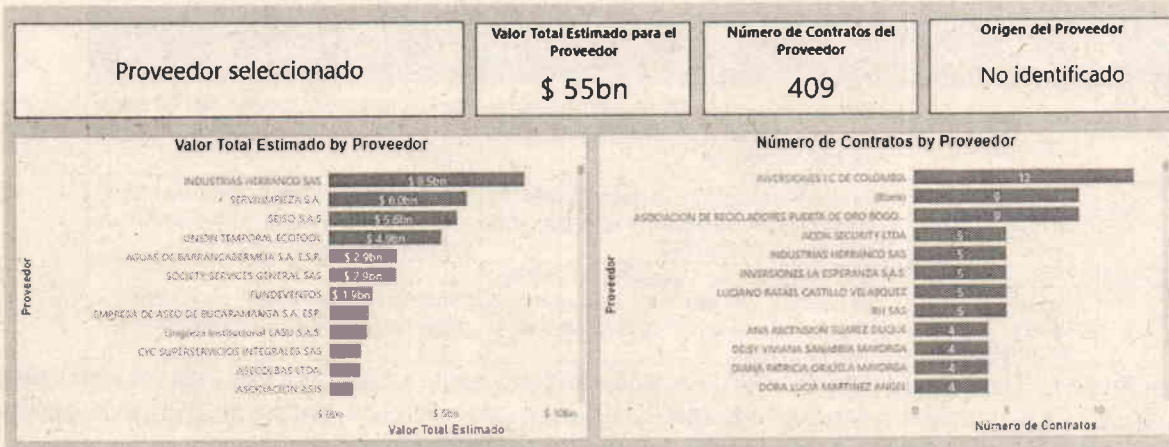 Proveedor seleccionado
Valor Total Estimado para el
Proveedor
$ 55bn
Número de Contratos del
Proveedor
409
Origen del Proveedor
No identificado
Valor Total Estimado by Proveedor
Proveedor
INDUSTRIAS HERRANCO SAS
SERVILIMPIEZA S.A. $ 6.0bn
SEISO S.A.S $ 5.6bn
UNION TEMPORAL ECOTOOL $ 4.9bn
AGUAS DE BARRANCABERMEJA S.A. E.S.P. $ 2.9bn
SOCIETY SERVICES GENERAL SAS $ 2.9bn
FUNDEVENTOS $ 1.9bn
EMPRESA DE ASEO DE BUCARAMANGA S.A. ESP.
Limpieza Institucional LASU S.A.S.
CYC SUPERSERVICIOS INTEGRALES SAS
LTDA.
ASOCIACION
$ 0bn $ 5bn $ 10bn
Valor Total Estimado
Número de Contratos by Proveedor
Proveedor
INVERSIONES I C DE COLOMBIA 12
(Blank) 9
ASOCIACION DE RECICLADORES PUERTA DE ORO BOGO... 9
SECURITY LTDA 5
INDUSTRIAS HERRANCO SAS 5
INVERSIONES LA ESPERANZA S.A.S. 5
LUCIANO RAFAEL CASTILLO VELASQUEZ 5
RH SAS 5
ANA ASCENSION SUAREZ DUQUE 4
DEISY VIVIANA SANABRIA MAYORGA 4
DIANA PATRICIA MAYORGA 4
DORA LUCIA MARTINEZ ANGEL 4
0 5 10
Número de Contratos